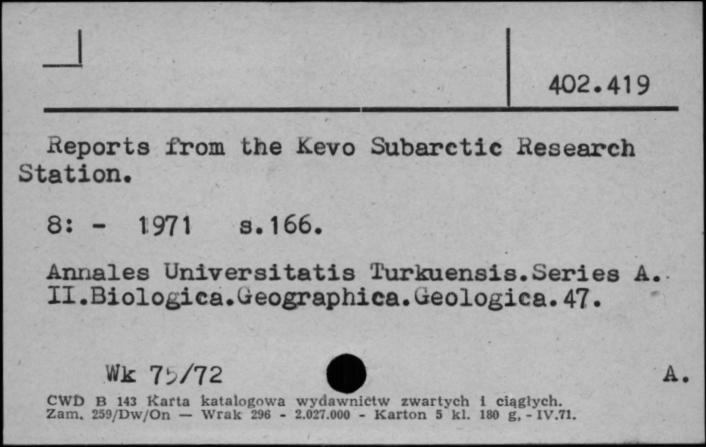 402.419
Reports from the Kevo Subarctic Research
Station.
8: - 1971 s.166.
Annales Universitatis Turkuensis.Series A.
II.Biologica.Geographica.Geologica.47.
Wk 75/72 A.
CWD B 143 Karta katalogowa wydawnictw zwartych i ciągłych.
Zam. 259/Dw/On — Wrak 296 - 2.027.000 - Karton 5 kl. 180 g. - IV.71.